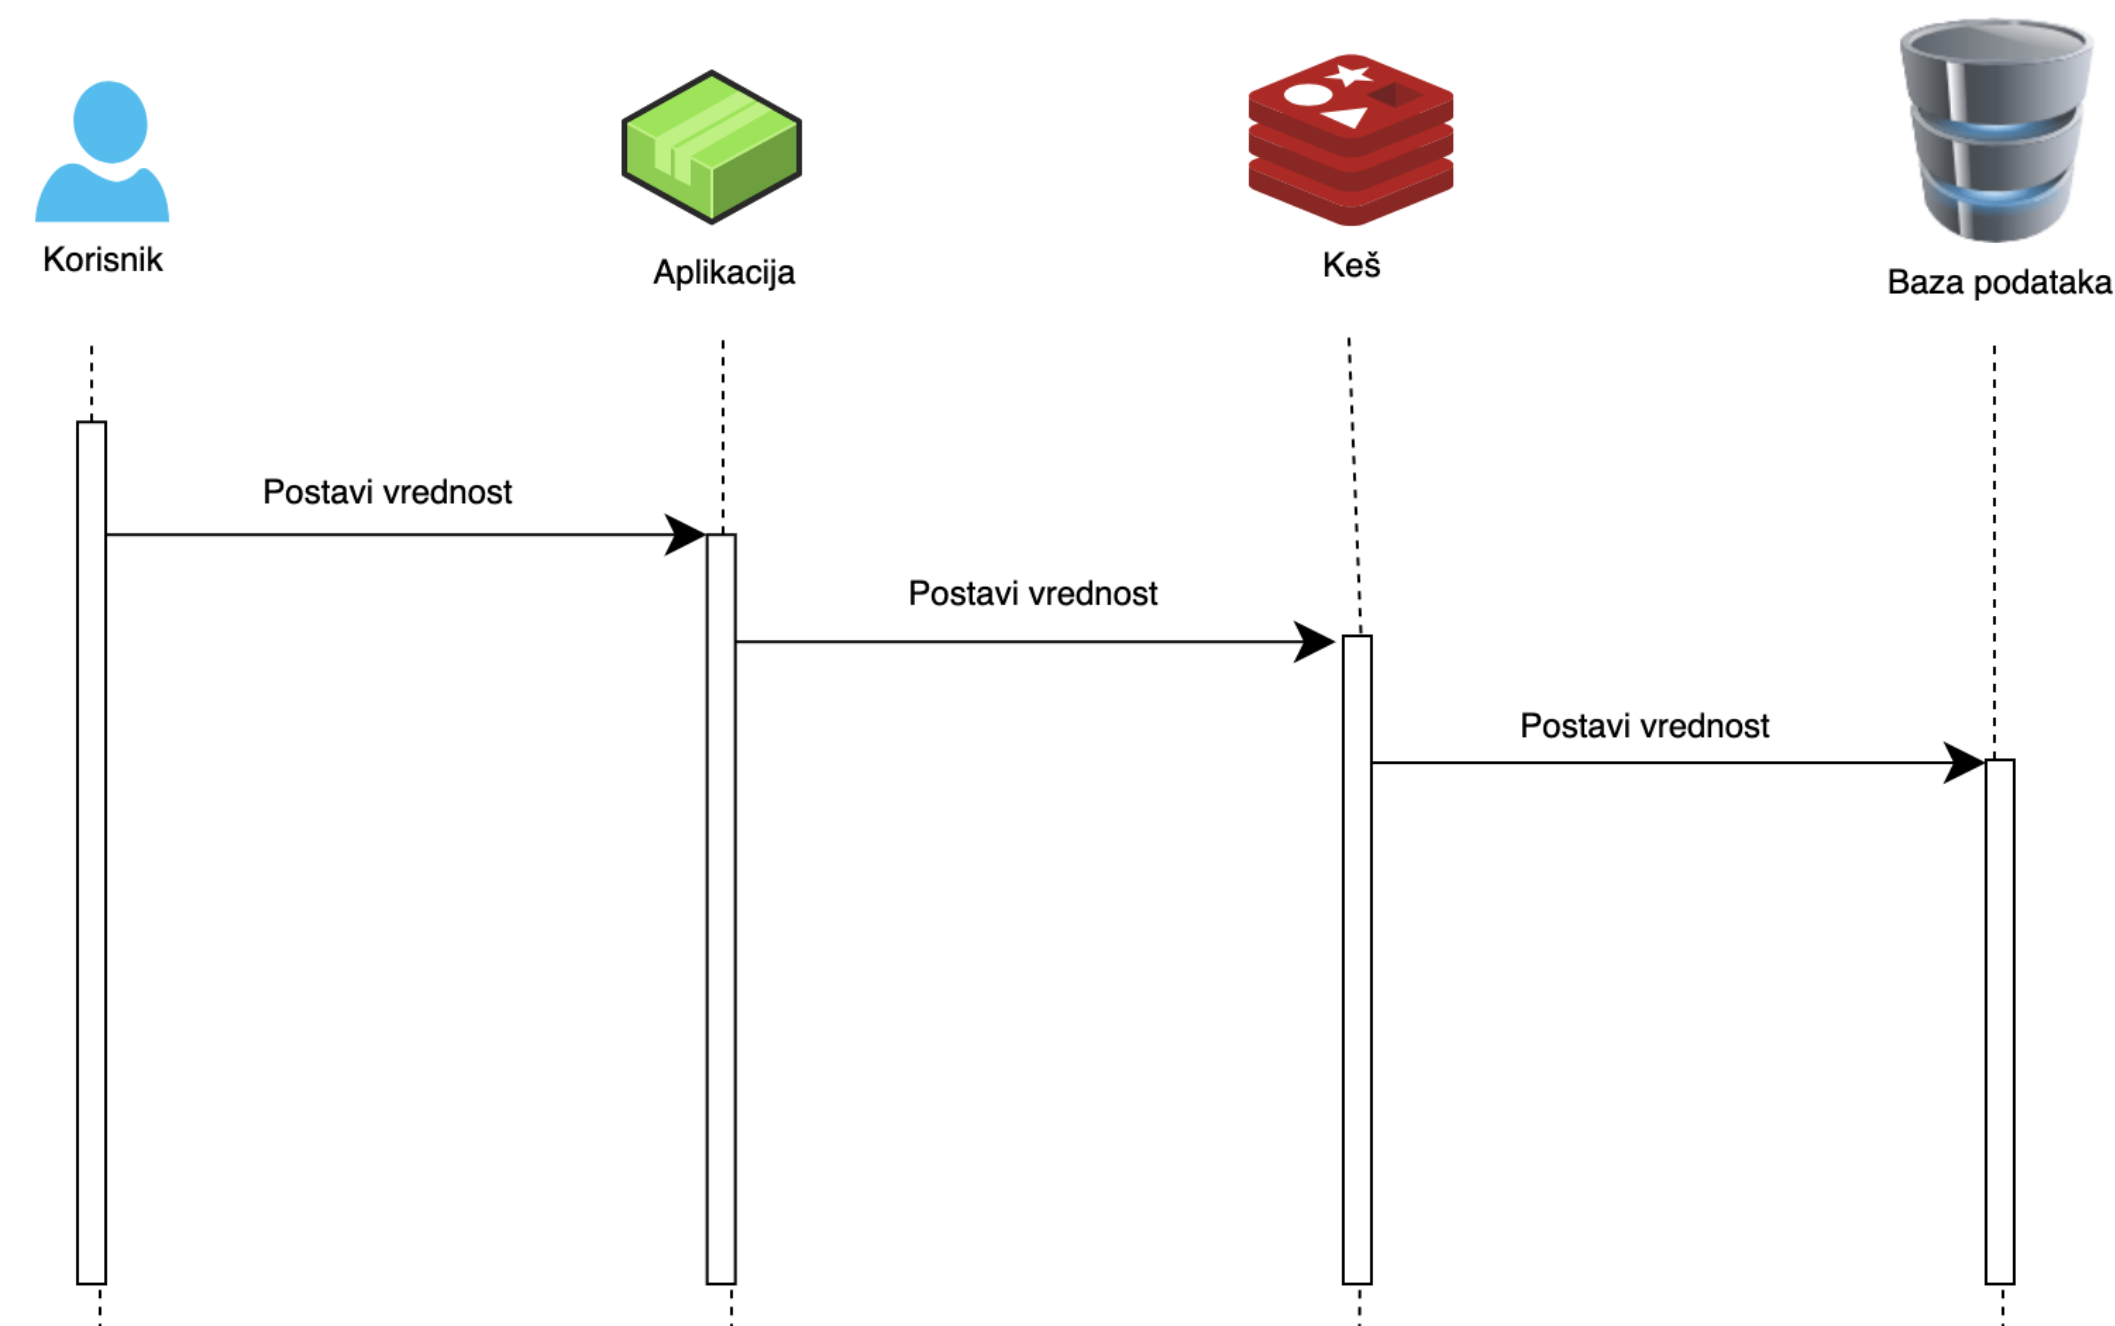 Korisnik
Aplikacija
Keš
Baza podataka
Postavi vrednost
Postavi vrednost
Postavi vrednost